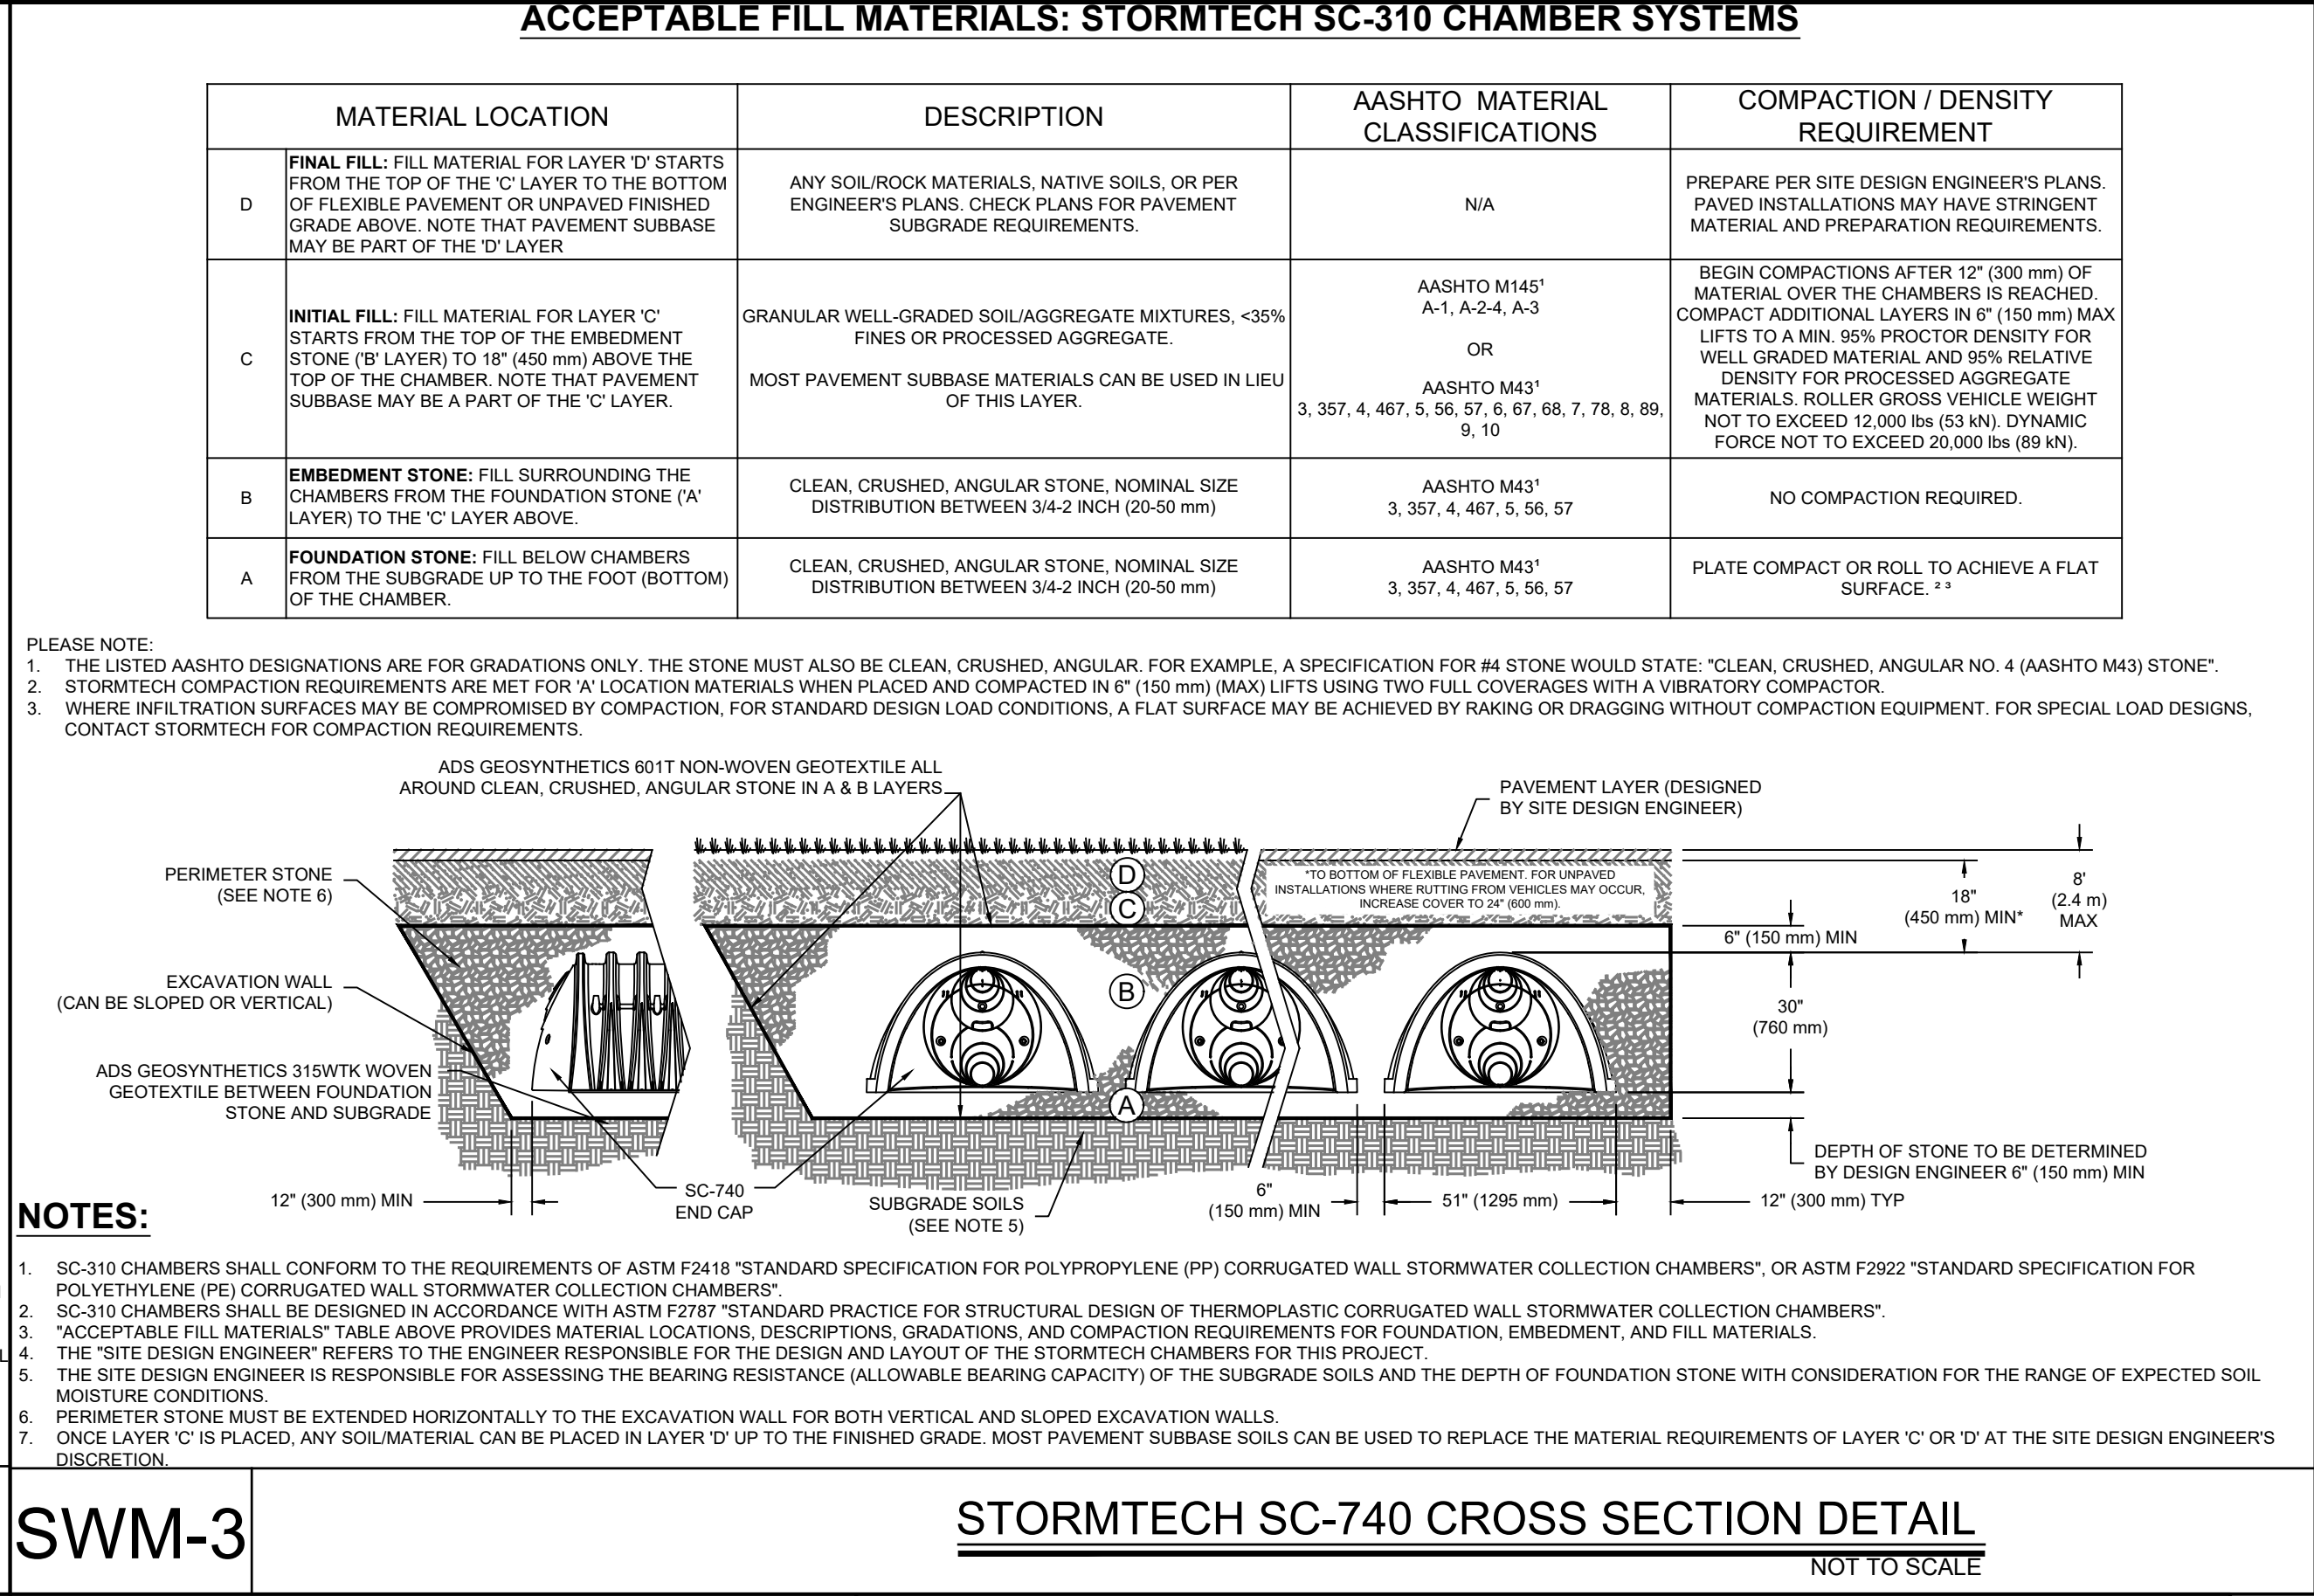 ACCEPTABLE FILL MATERIALS: STORMTECH SC-310 CHAMBER SYSTEMS
MATERIAL LOCATION
DESCRIPTION
AASHTO MATERIAL
CLASSIFICATIONS
COMPACTION / DENSITY
REQUIREMENT
D
FINAL FILL: FILL MATERIAL FOR LAYER 'D' STARTS
FROM THE TOP OF THE 'C' LAYER TO THE BOTTOM
OF FLEXIBLE PAVEMENT OR UNPAVED FINISHED
GRADE ABOVE. NOTE THAT PAVEMENT SUBBASE
MAY BE PART OF THE 'D' LAYER
ANY SOIL/ROCK MATERIALS, NATIVE SOILS, OR PER
ENGINEER'S PLANS. CHECK PLANS FOR PAVEMENT
SUBGRADE REQUIREMENTS.
N/A
PREPARE PER SITE DESIGN ENGINEER'S PLANS.
PAVED INSTALLATIONS MAY HAVE STRINGENT
MATERIAL AND PREPARATION REQUIREMENTS.
C
INITIAL FILL: FILL MATERIAL FOR LAYER 'C'
STARTS FROM THE TOP OF THE EMBEDMENT
STONE ('B' LAYER) TO 18" (450 mm) ABOVE THE
TOP OF THE CHAMBER. NOTE THAT PAVEMENT
SUBBASE MAY BE A PART OF THE 'C' LAYER.
GRANULAR WELL-GRADED SOIL/AGGREGATE MIXTURES, <35%
FINES OR PROCESSED AGGREGATE.
MOST PAVEMENT SUBBASE MATERIALS CAN BE USED IN LIEU
OF THIS LAYER.
AASHTO M145¹
A-1, A-2-4, A-3
OR
AASHTO M43¹
3, 357, 4, 467, 5, 56, 57, 6, 67, 68, 7, 78, 8, 89,
9, 10
BEGIN COMPACTIONS AFTER 12" (300 mm) OF
MATERIAL OVER THE CHAMBERS IS REACHED.
COMPACT ADDITIONAL LAYERS IN 6" (150 mm) MAX
LIFTS TO A MIN. 95% PROCTOR DENSITY FOR
WELL GRADED MATERIAL AND 95% RELATIVE
DENSITY FOR PROCESSED AGGREGATE
MATERIALS. ROLLER GROSS VEHICLE WEIGHT
NOT TO EXCEED 12,000 lbs (53 kN). DYNAMIC
FORCE NOT TO EXCEED 20,000 lbs (89 kN).
B
EMBEDMENT STONE: FILL SURROUNDING THE
CHAMBERS FROM THE FOUNDATION STONE ('A'
LAYER) TO THE 'C' LAYER ABOVE.
CLEAN, CRUSHED, ANGULAR STONE, NOMINAL SIZE
DISTRIBUTION BETWEEN 3/4-2 INCH (20-50 mm)
AASHTO M43¹
3, 357, 4, 467, 5, 56, 57
NO COMPACTION REQUIRED.
A
FOUNDATION STONE: FILL BELOW CHAMBERS
FROM THE SUBGRADE UP TO THE FOOT (BOTTOM)
OF THE CHAMBER.
CLEAN, CRUSHED, ANGULAR STONE, NOMINAL SIZE
DISTRIBUTION BETWEEN 3/4-2 INCH (20-50 mm)
AASHTO M43¹
3, 357, 4, 467, 5, 56, 57
PLATE COMPACT OR ROLL TO ACHIEVE A FLAT
SURFACE. ² ³
PLEASE NOTE:
1. THE LISTED AASHTO DESIGNATIONS ARE FOR GRADATIONS ONLY. THE STONE MUST ALSO BE CLEAN, CRUSHED, ANGULAR. FOR EXAMPLE, A SPECIFICATION FOR #4 STONE WOULD STATE: "CLEAN, CRUSHED, ANGULAR NO. 4 (AASHTO M43) STONE".
2. STORMTECH COMPACTION REQUIREMENTS ARE MET FOR 'A' LOCATION MATERIALS WHEN PLACED AND COMPACTED IN 6" (150 mm) (MAX) LIFTS USING TWO FULL COVERAGES WITH A VIBRATORY COMPACTOR.
3. WHERE INFILTRATION SURFACES MAY BE COMPROMISED BY COMPACTION, FOR STANDARD DESIGN LOAD CONDITIONS, A FLAT SURFACE MAY BE ACHIEVED BY RAKING OR DRAGGING WITHOUT COMPACTION EQUIPMENT. FOR SPECIAL LOAD DESIGNS,
CONTACT STORMTECH FOR COMPACTION REQUIREMENTS.
ADS GEOSYNTHETICS 601T NON-WOVEN GEOTEXTILE ALL
AROUND CLEAN, CRUSHED, ANGULAR STONE IN A & B LAYERS
PAVEMENT LAYER (DESIGNED
BY SITE DESIGN ENGINEER)
PERIMETER STONE
(SEE NOTE 6)
D
C
*TO BOTTOM OF FLEXIBLE PAVEMENT. FOR UNPAVED
INSTALLATIONS WHERE RUTTING FROM VEHICLES MAY OCCUR,
INCREASE COVER TO 24" (600 mm).
18"
(450 mm) MIN*
8'
(2.4 m)
MAX
6" (150 mm) MIN
EXCAVATION WALL
(CAN BE SLOPED OR VERTICAL)
B
30"
(760 mm)
ADS GEOSYNTHETICS 315WTK WOVEN
GEOTEXTILE BETWEEN FOUNDATION
STONE AND SUBGRADE
A
DEPTH OF STONE TO BE DETERMINED
BY DESIGN ENGINEER 6" (150 mm) MIN
12" (300 mm) MIN
SC-740
END CAP
SUBGRADE SOILS
(SEE NOTE 5)
6"
(150 mm) MIN
51" (1295 mm)
12" (300 mm) TYP
NOTES:
1. SC-310 CHAMBERS SHALL CONFORM TO THE REQUIREMENTS OF ASTM F2418 "STANDARD SPECIFICATION FOR POLYPROPYLENE (PP) CORRUGATED WALL STORMWATER COLLECTION CHAMBERS", OR ASTM F2922 "STANDARD SPECIFICATION FOR
POLYETHYLENE (PE) CORRUGATED WALL STORMWATER COLLECTION CHAMBERS".
2. SC-310 CHAMBERS SHALL BE DESIGNED IN ACCORDANCE WITH ASTM F2787 "STANDARD PRACTICE FOR STRUCTURAL DESIGN OF THERMOPLASTIC CORRUGATED WALL STORMWATER COLLECTION CHAMBERS".
3. "ACCEPTABLE FILL MATERIALS" TABLE ABOVE PROVIDES MATERIAL LOCATIONS, DESCRIPTIONS, GRADATIONS, AND COMPACTION REQUIREMENTS FOR FOUNDATION, EMBEDMENT, AND FILL MATERIALS.
4. THE "SITE DESIGN ENGINEER" REFERS TO THE ENGINEER RESPONSIBLE FOR THE DESIGN AND LAYOUT OF THE STORMTECH CHAMBERS FOR THIS PROJECT.
5. THE SITE DESIGN ENGINEER IS RESPONSIBLE FOR ASSESSING THE BEARING RESISTANCE (ALLOWABLE BEARING CAPACITY) OF THE SUBGRADE SOILS AND THE DEPTH OF FOUNDATION STONE WITH CONSIDERATION FOR THE RANGE OF EXPECTED SOIL
MOISTURE CONDITIONS.
6. PERIMETER STONE MUST BE EXTENDED HORIZONTALLY TO THE EXCAVATION WALL FOR BOTH VERTICAL AND SLOPED EXCAVATION WALLS.
7. ONCE LAYER 'C' IS PLACED, ANY SOIL/MATERIAL CAN BE PLACED IN LAYER 'D' UP TO THE FINISHED GRADE. MOST PAVEMENT SUBBASE SOILS CAN BE USED TO REPLACE THE MATERIAL REQUIREMENTS OF LAYER 'C' OR 'D' AT THE SITE DESIGN ENGINEER'S
DISCRETION.
SWM-3
STORMTECH SC-740 CROSS SECTION DETAIL
NOT TO SCALE